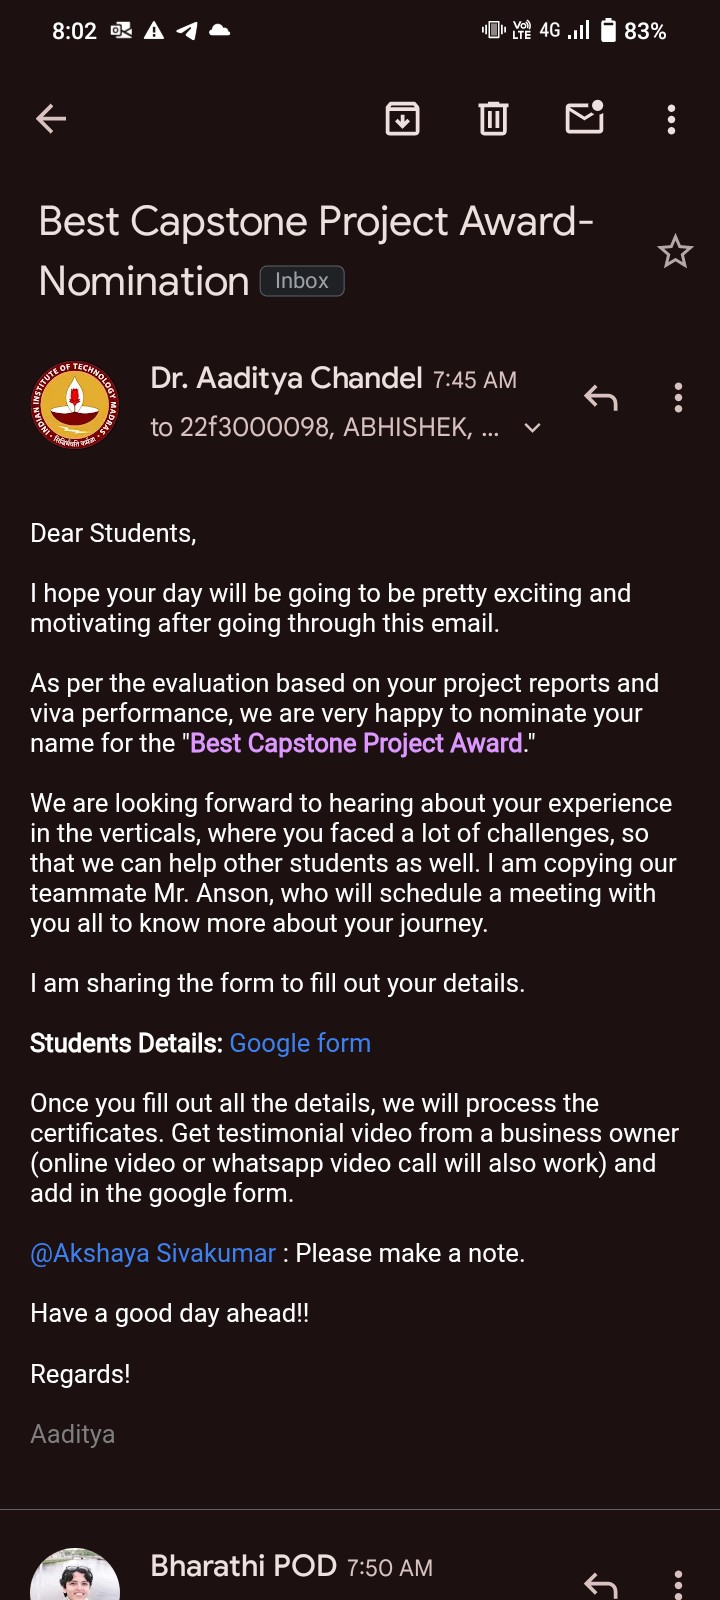 8:02 Vo) LTE 4G 83%
Best Capstone Project Award-
Nomination Inbox
INDIAN INSTITUTE OF TECHNOLOGY MADRAS
सिद्धिर्भवति कर्मजा
Dr. Aaditya Chandel 7:45 AM
to 22f3000098, ABHISHEK, ...
Dear Students,
I hope your day will be going to be pretty exciting and
motivating after going through this email.
As per the evaluation based on your project reports and
viva performance, we are very happy to nominate your
name for the "Best Capstone Project Award."
We are looking forward to hearing about your experience
in the verticals, where you faced a lot of challenges, so
that we can help other students as well. I am copying our
teammate Mr. Anson, who will schedule a meeting with
you all to know more about your journey.
I am sharing the form to fill out your details.
Students Details: Google form
Once you fill out all the details, we will process the
certificates. Get testimonial video from a business owner
(online video or whatsapp video call will also work) and
add in the google form.
@Akshaya Sivakumar : Please make a note.
Have a good day ahead!!
Regards!
Aaditya
Bharathi POD 7:50 AM